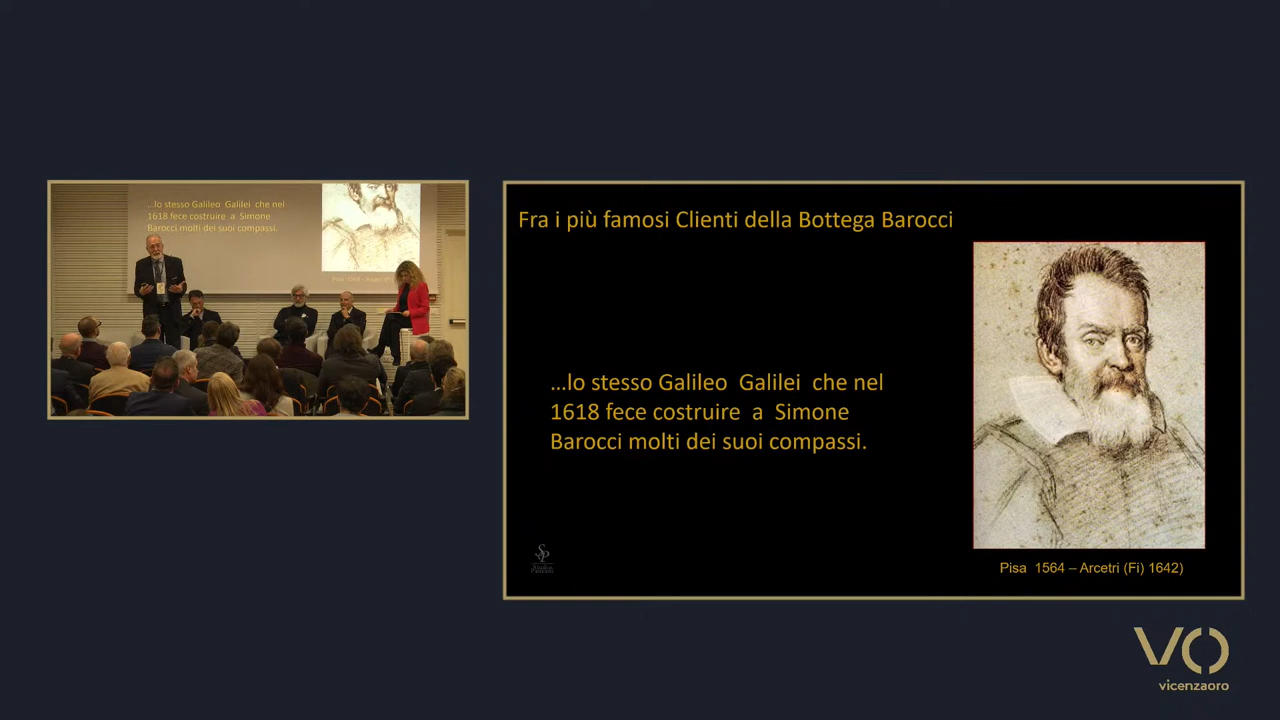 ...lo stesso Galileo Galilei che nel
1618 fece costruire a Simone
Barocci molti dei suoi compassi.
Fra i più famosi Clienti della Bottega Barocci
...lo stesso Galileo Galilei che nel
1618 fece costruire a Simone
Barocci molti dei suoi compassi.
Pisa 1564 – Arcetri (Fi) 1642)
VO
vicenzaoro